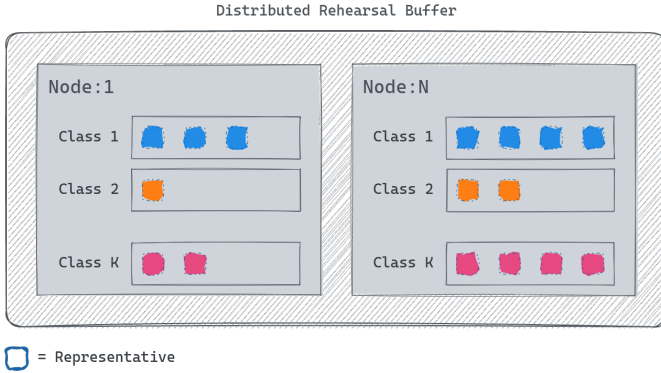 Distributed Rehearsal Buffer
Node:1
Class 1
Class 2
Class K
Node:N
Class 1
Class 2
Class K
= Representative